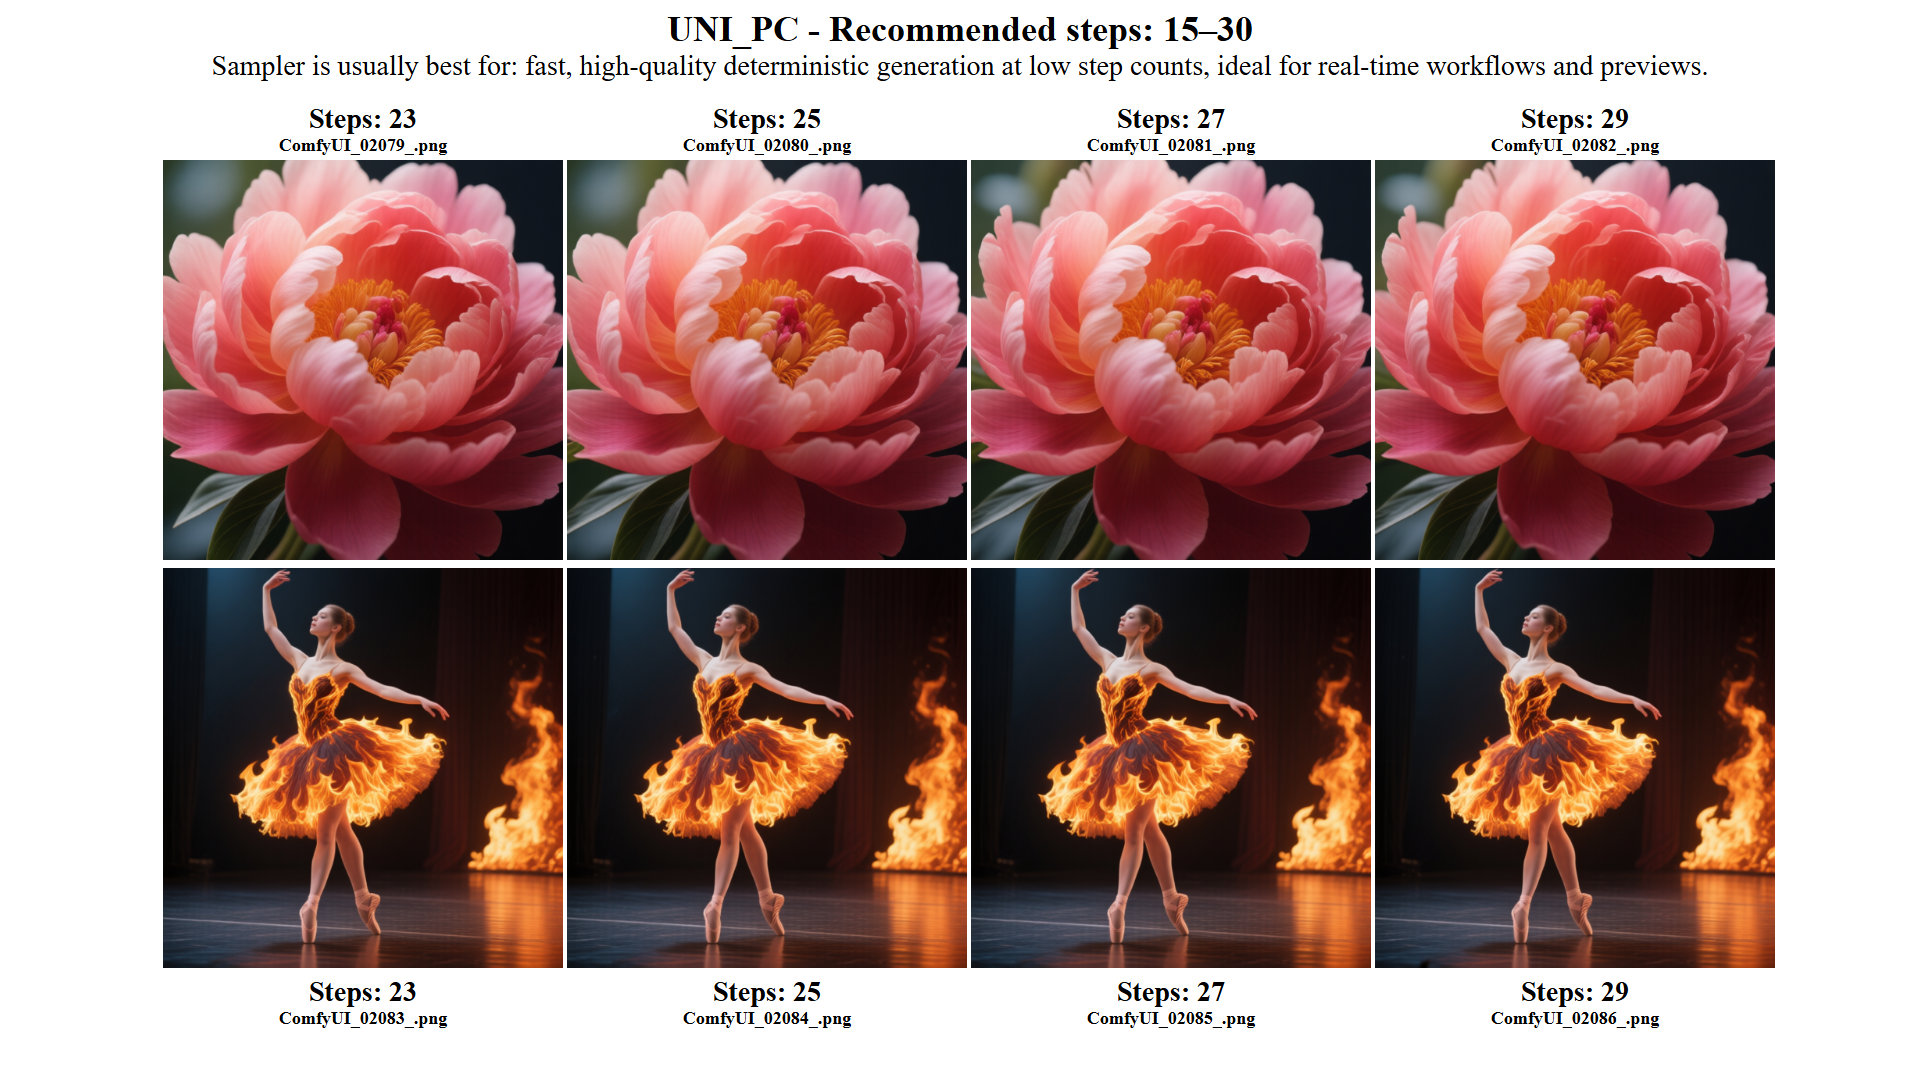 UNI_PC - Recommended steps: 15–30
Sampler is usually best for: fast, high-quality deterministic generation at low step counts, ideal for real-time workflows and previews.
Steps: 23
ComfyUI_02079_.png
Steps: 25
ComfyUI_02080_.png
Steps: 27
ComfyUI_02081_.png
Steps: 29
ComfyUI_02082_.png
Steps: 23
ComfyUI_02083_.png
Steps: 25
ComfyUI_02084_.png
Steps: 27
ComfyUI_02085_.png
Steps: 29
ComfyUI_02086_.png